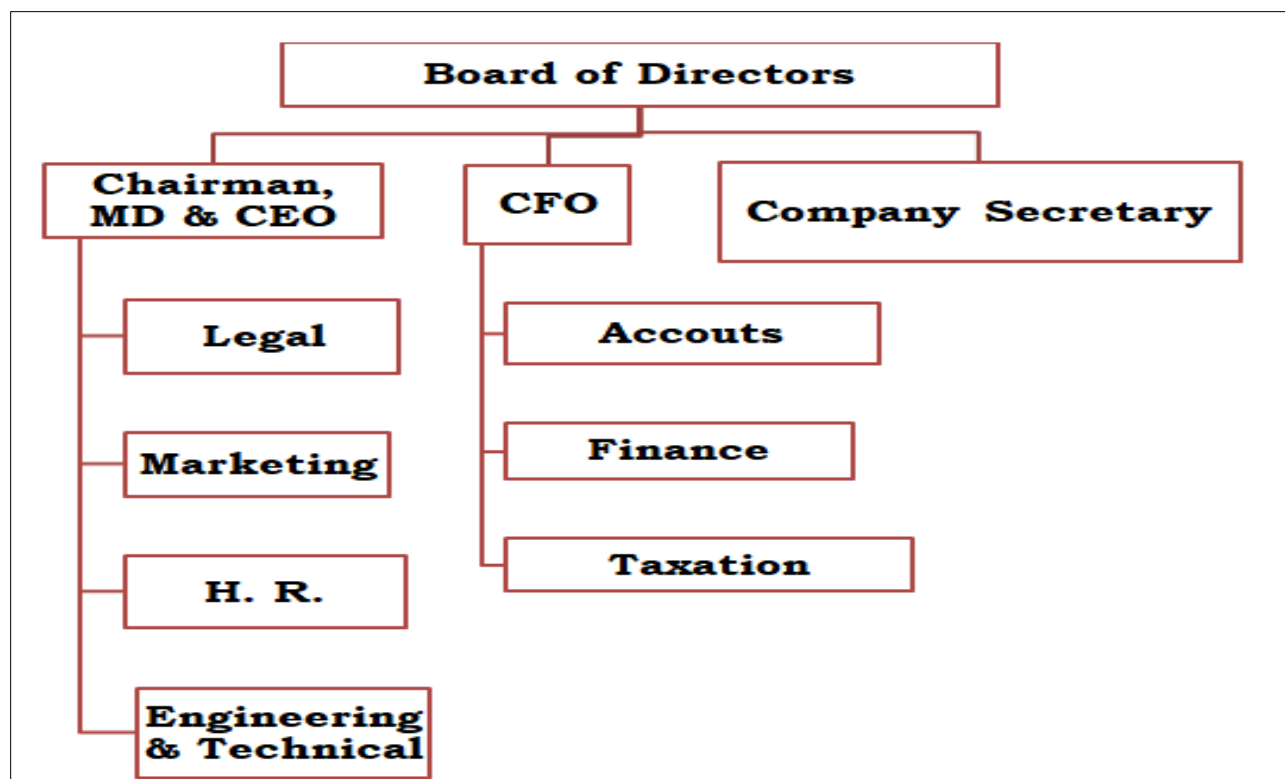 Board of Directors
Chairman,
MD & CEO
CFO
Company Secretary
Legal
Accouts
Marketing
Finance
H. R.
Taxation
Engineering
& Technical